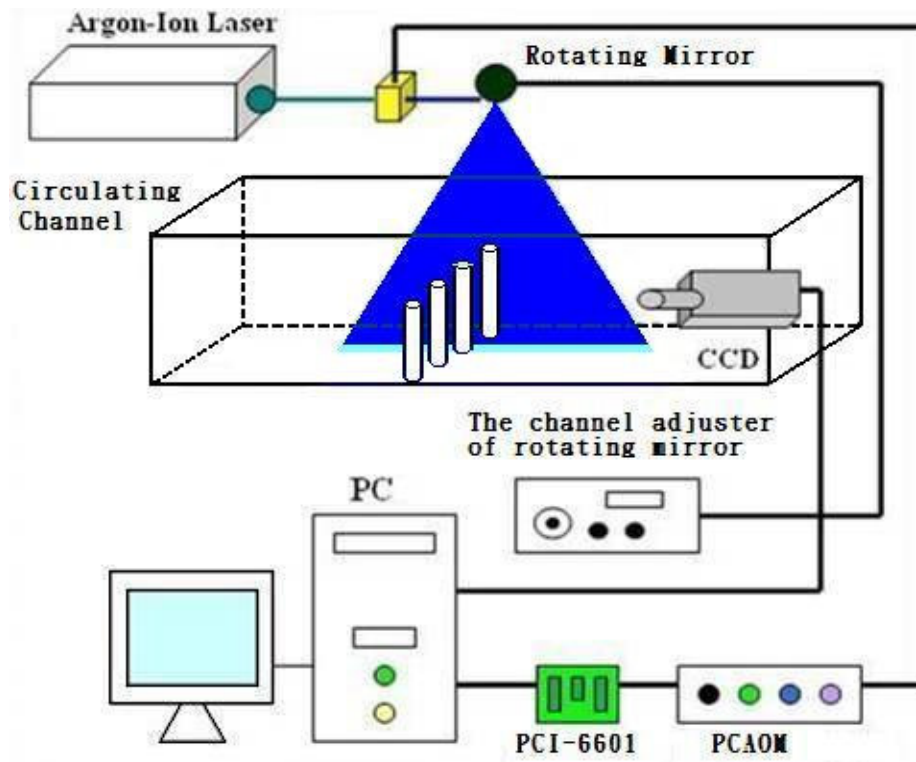 Argon-Ion Laser
Rotating Mirror
Circulating
Channel
CCD
The channel adjuster
of rotating mirror
PC
PCI-6601
PCAOM